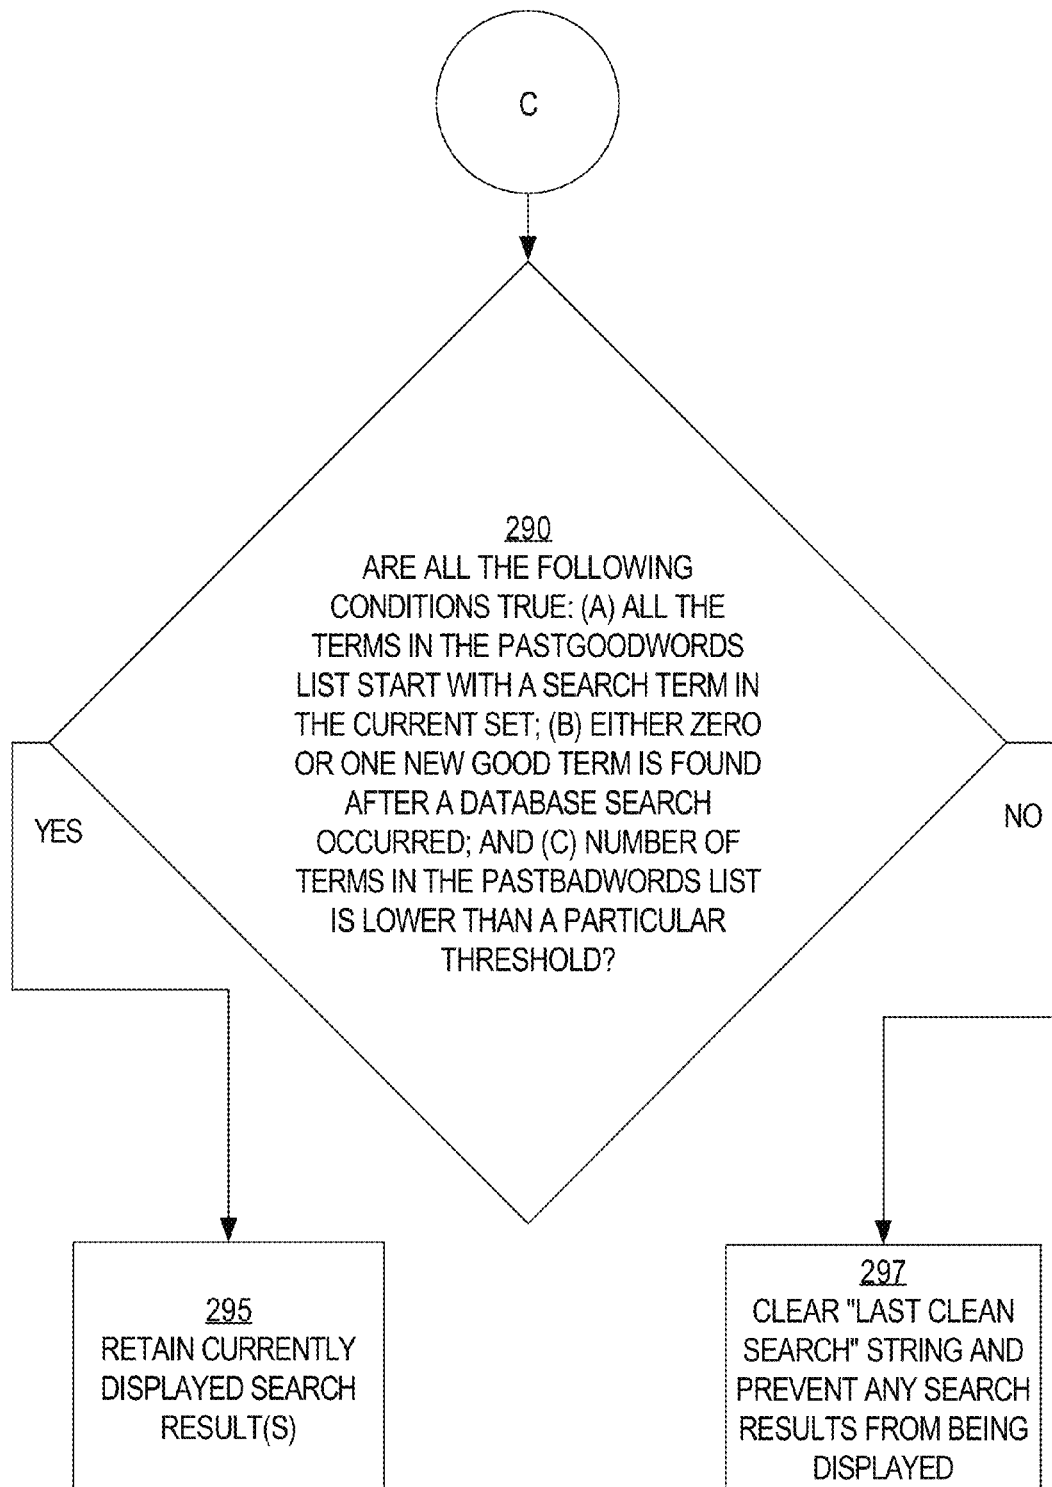 C
290
ARE ALL THE FOLLOWING
CONDITIONS TRUE: (A) ALL THE
TERMS IN THE PASTGOODWORDS
LIST START WITH A SEARCH TERM IN
THE CURRENT SET; (B) EITHER ZERO
OR ONE NEW GOOD TERM IS FOUND
AFTER A DATABASE SEARCH
OCCURRED; AND (C) NUMBER OF
TERMS IN THE PASTBADWORDS LIST
IS LOWER THAN A PARTICULAR
THRESHOLD?
YES
NO
295
RETAIN CURRENTLY
DISPLAYED SEARCH
RESULT(S)
297
CLEAR "LAST CLEAN
SEARCH" STRING AND
PREVENT ANY SEARCH
RESULTS FROM BEING
DISPLAYED